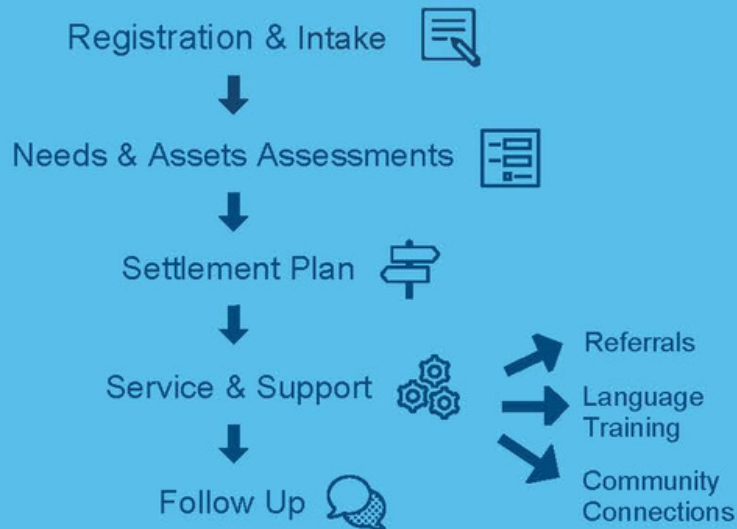 Registration & Intake
Needs & Assets Assessments
Settlement Plan
Service & Support
Referrals
Language
Training
Community
Connections
Follow Up